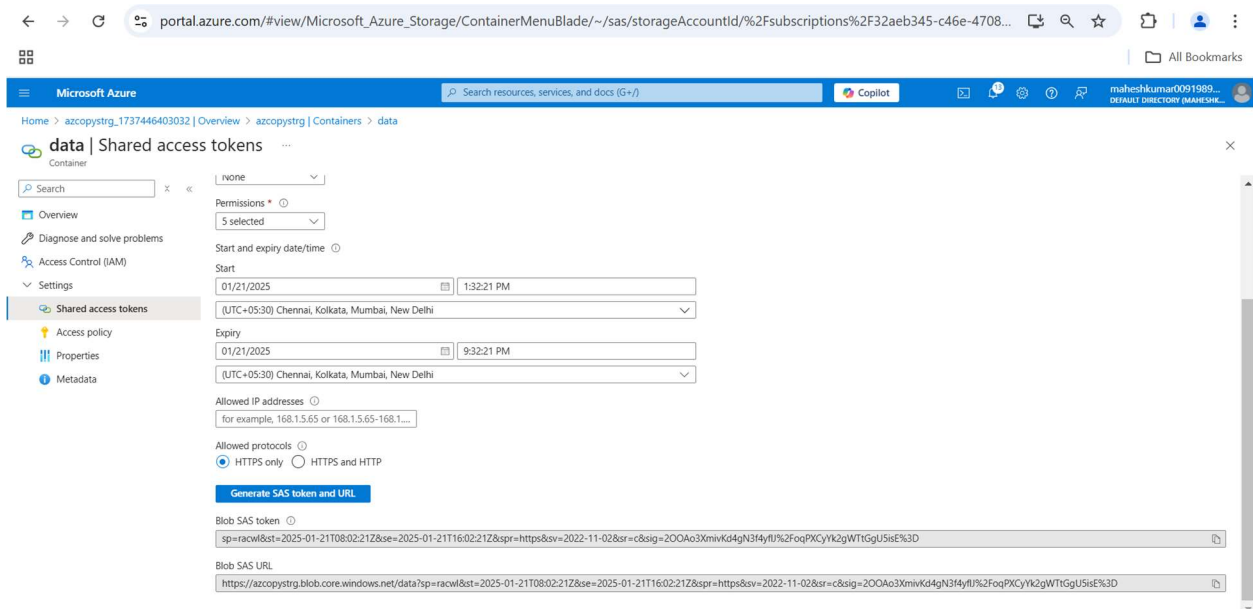 portal.azure.com/#view/Microsoft_Azure_Storage/ContainerMenuBlade/~/sas/storageAccountId/%2Fsubscriptions%2F32aeb345-c46e-4708...
All Bookmarks
Microsoft Azure
Search resources, services, and docs (G+/)
Copilot
13
maheshkumar0091989...
DEFAULT DIRECTORY (MAHESHK...
Home > azcopystrg_1737446403032 | Overview > azcopystrg | Containers > data
data | Shared access tokens ...
Container
Search
Overview
Diagnose and solve problems
Access Control (IAM)
Settings
Shared access tokens
Access policy
Properties
Metadata
None
Permissions *
5 selected
Start and expiry date/time
Start
01/21/2025 1:32:21 PM
(UTC+05:30) Chennai, Kolkata, Mumbai, New Delhi
Expiry
01/21/2025 9:32:21 PM
(UTC+05:30) Chennai, Kolkata, Mumbai, New Delhi
Allowed IP addresses
for example, 168.1.5.65 or 168.1.5.65-168.1....
Allowed protocols
HTTPS only HTTPS and HTTP
Generate SAS token and URL
Blob SAS token
sp=racwl&st=2025-01-21T08:02:21Z&se=2025-01-21T16:02:21Z&spr=https&sv=2022-11-02&sr=c&sig=2OOAo3XmivKd4gN3f4yflJ%2FoqPXCyYk2gWTtGgU5isE%3D
Blob SAS URL
https://azcopystrg.blob.core.windows.net/data?sp=racwl&st=2025-01-21T08:02:21Z&se=2025-01-21T16:02:21Z&spr=https&sv=2022-11-02&sr=c&sig=2OOAo3XmivKd4gN3f4yflJ%2FoqPXCyYk2gWTtGgU5isE%3D